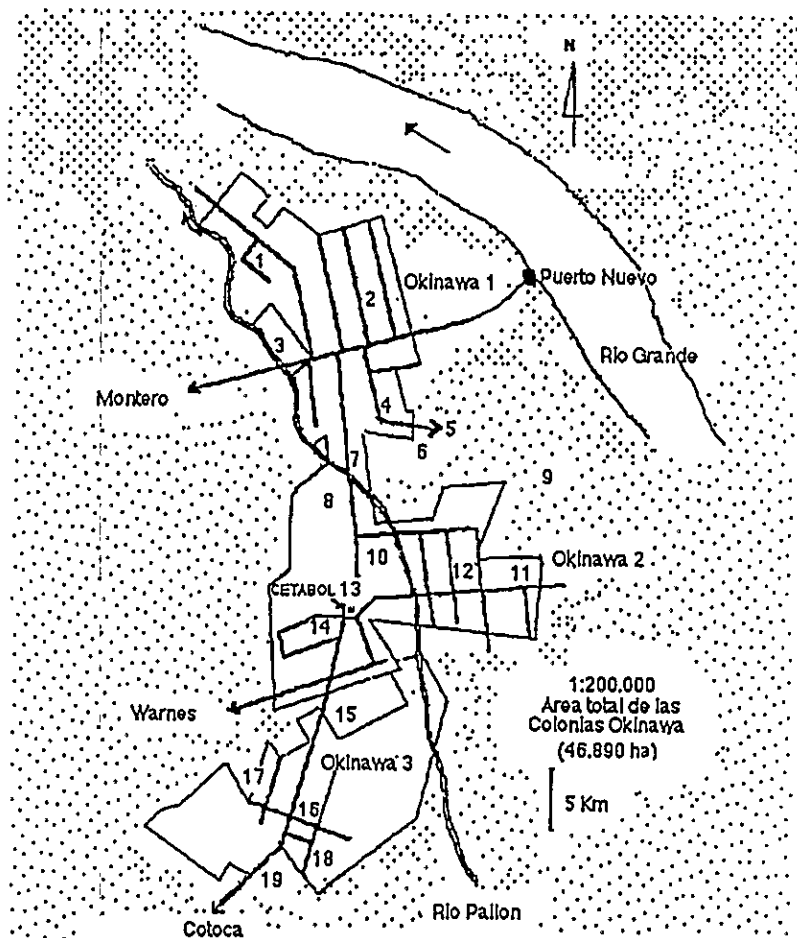 N
1
2
Okinawa 1
Puerto Nuevo
3
Rio Grande
Montero
4
5
6
7
8
9
10
Okinawa 2
12
11
CETABOL 13
14
1:200.000
Area total de las
Colonias Okinawa
(46,890 ha)
Warnes
15
Okinawa 3
17
5 Km
16
18
19
Rio Pailon
Cotoca